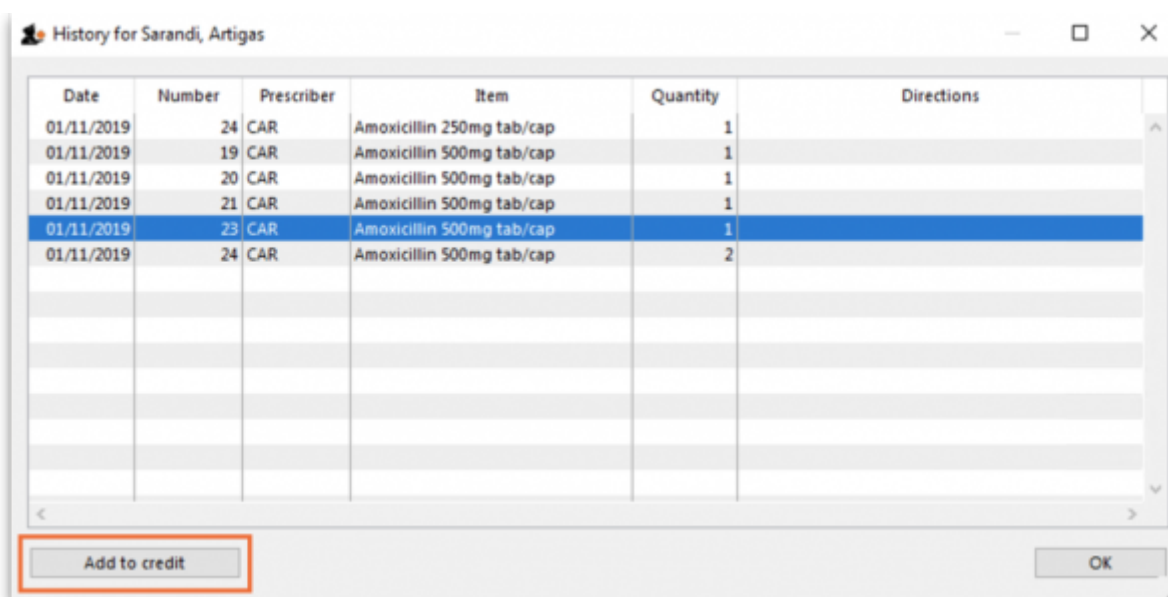 History for Sarandi, Artigas
Date Number Prescriber Item Quantity Directions
01/11/2019 24 CAR Amoxicillin 250mg tab/cap 1
01/11/2019 19 CAR Amoxicillin 500mg tab/cap 1
01/11/2019 20 CAR Amoxicillin 500mg tab/cap 1
01/11/2019 21 CAR Amoxicillin 500mg tab/cap 1
01/11/2019 23 CAR Amoxicillin 500mg tab/cap 1
01/11/2019 24 CAR Amoxicillin 500mg tab/cap 2
Add to credit OK